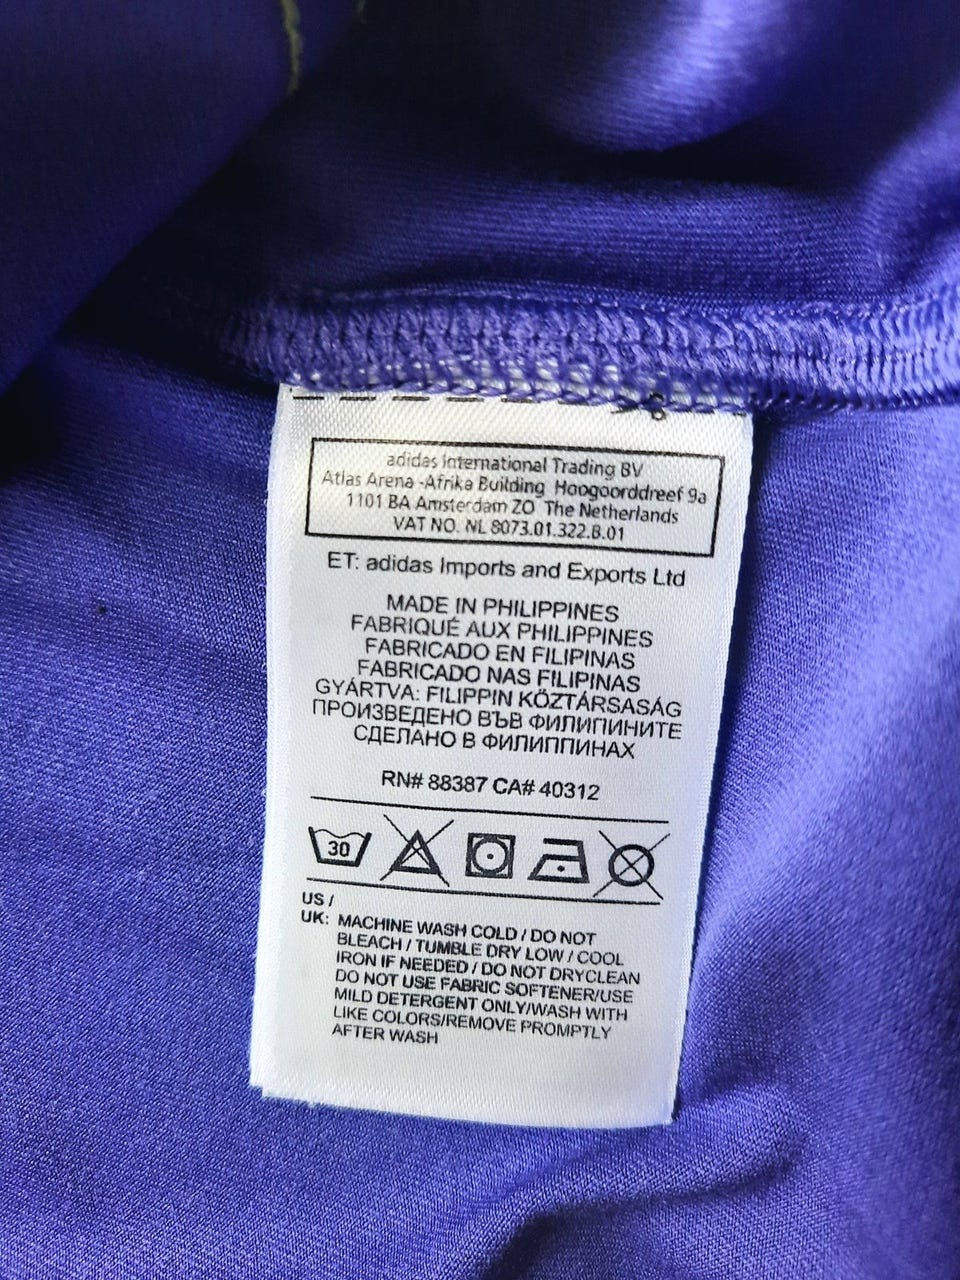 adidas International Trading BV
Atlas Arena -Afrika Building Hoogoorddreef 9a
1101 BA Amsterdam ZO The Netherlands
VAT NO. NL 8073.01.322.B.01
ET: adidas Imports and Exports Ltd
MADE IN PHILIPPINES
FABRIQUÉ AUX PHILIPPINES
FABRICADO EN FILIPINAS
FABRICADO NAS FILIPINAS
GYÁRTVA: FILIPPIN KÖZTÁRSASÁG
ПРОИЗВЕДЕНО ВЪВ ФИЛИПИНИТЕ
СДЕЛАНО В ФИЛИППИНАХ
RN# 88387 CA# 40312
30
US /
UK: MACHINE WASH COLD / DO NOT
BLEACH / TUMBLE DRY LOW / COOL
IRON IF NEEDED / DO NOT DRYCLEAN
DO NOT USE FABRIC SOFTENER/USE
MILD DETERGENT ONLY/WASH WITH
LIKE COLORS/REMOVE PROMPTLY
AFTER WASH